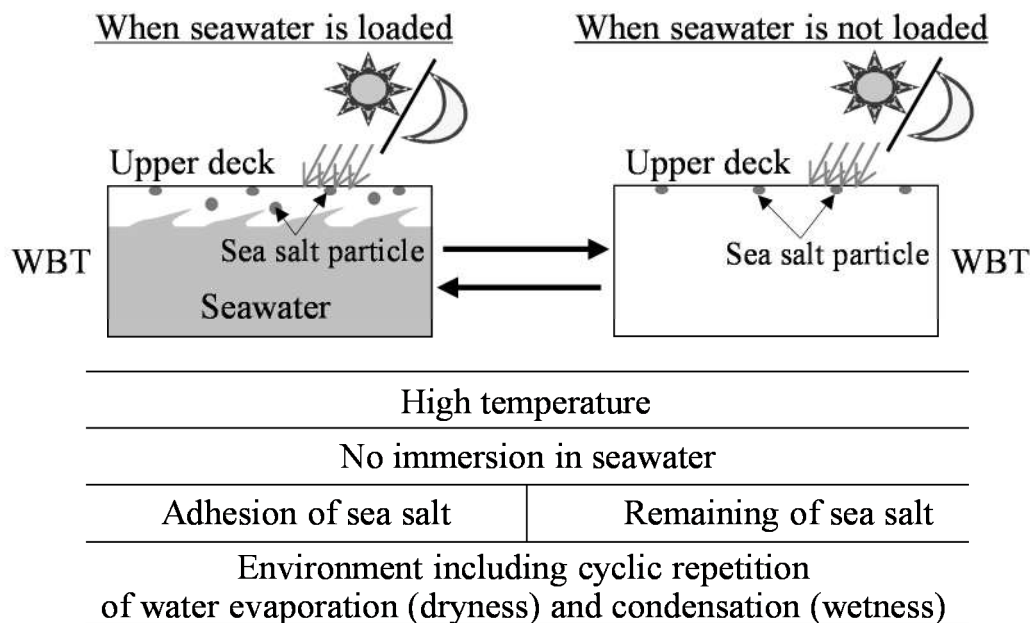 When seawater is loaded
When seawater is not loaded
Upper deck
Upper deck
Sea salt particle
Sea salt particle
WBT
WBT
Seawater
High temperature
No immersion in seawater
Adhesion of sea salt
Remaining of sea salt
Environment including cyclic repetition
of water evaporation (dryness) and condensation (wetness)